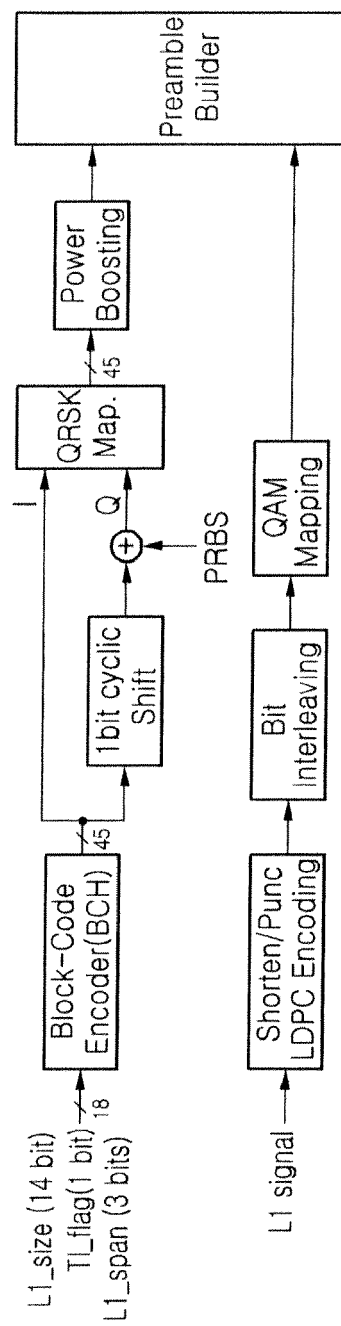 L1_size (14 bit)
TI_flag(1 bit)
L1_span (3 bits)
18
Block-Code
Encoder(BCH)
45
1bit cyclic
Shift
I
Q
PRBS
QRSK
Map.
45
Power
Boosting
Preamble
Builder
L1 signal
Shorten/Punc
LDPC Encoding
Bit
Interleaving
QAM
Mapping